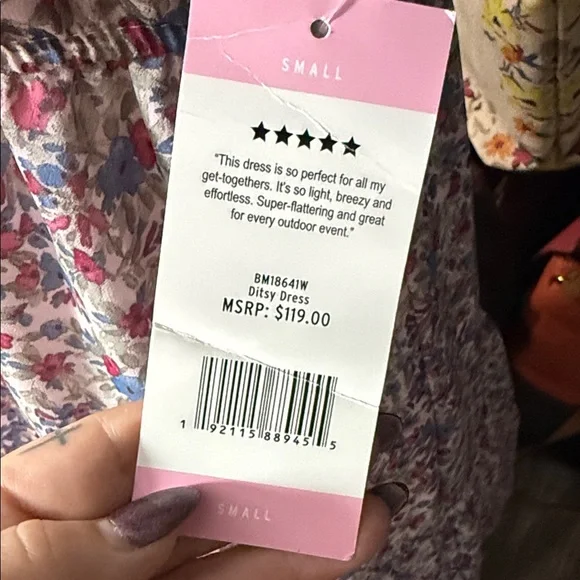 SMALL
★★★★★
"This dress is so perfect for all my
get-togethers. It's so light, breezy and
effortless. Super-flattering and great
for every outdoor event."
BM18641W
Ditsy Dress
MSRP: $119.00
1 92115 88945 5
SMALL